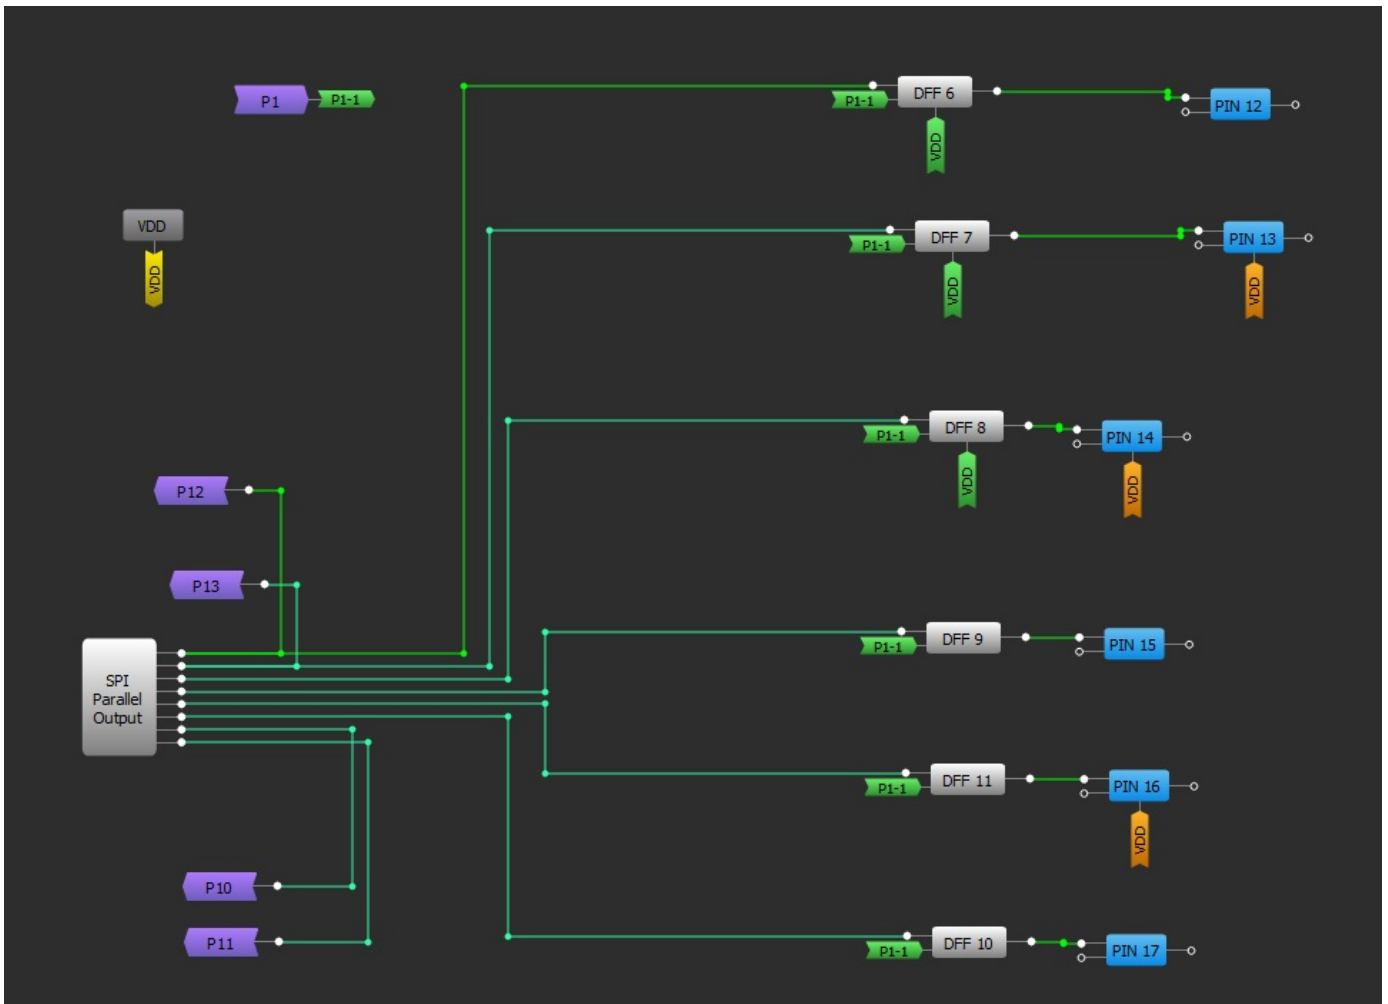 P1
P1-1
P1-1
DFF 6
VDD
PIN 12
VDD
VDD
P1-1
DFF 7
VDD
PIN 13
VDD
P1-1
DFF 8
VDD
PIN 14
VDD
P12
P13
SPI
Parallel
Output
P1-1
DFF 9
PIN 15
P1-1
DFF 11
PIN 16
VDD
P10
P11
P1-1
DFF 10
PIN 17